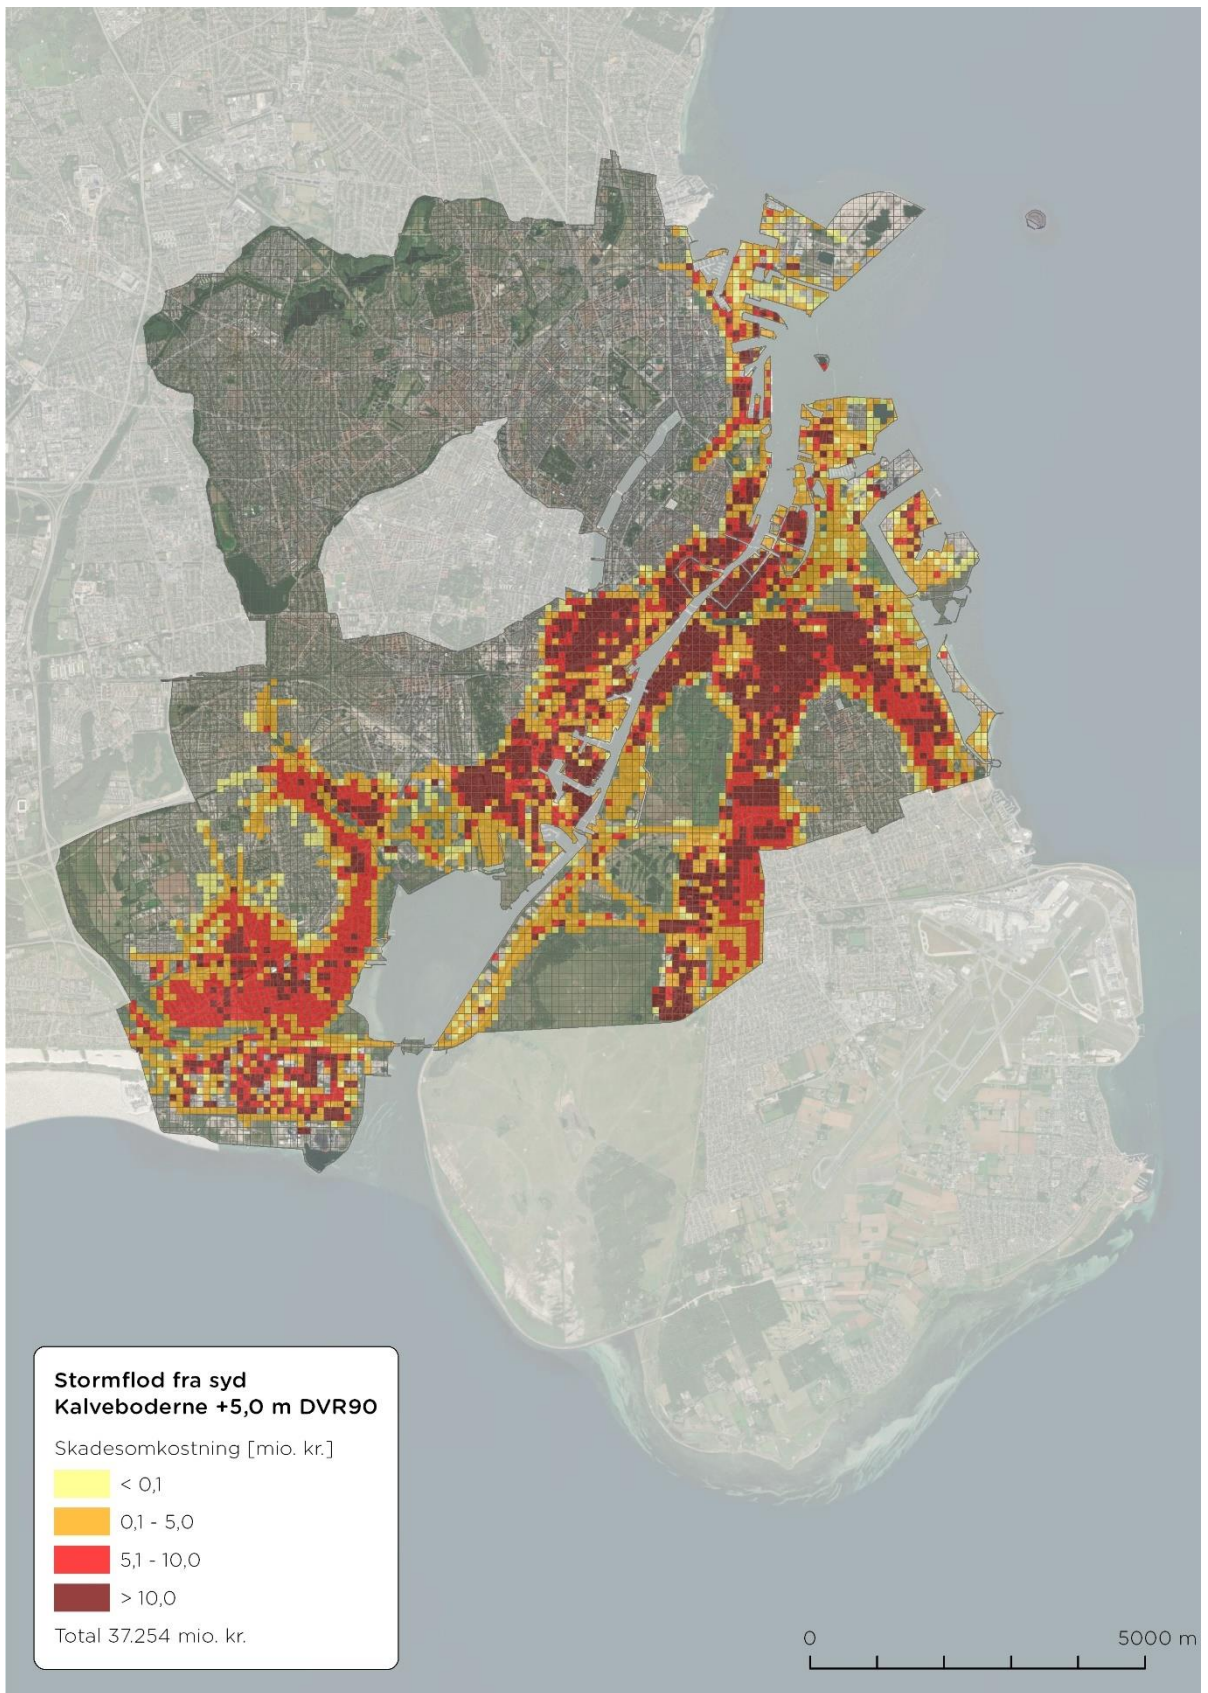 Stormflod fra syd
Kalveboderne +5,0 m DVR90
Skadesomkostning [mio. kr.]
< 0,1
0,1 - 5,0
5,1 - 10,0
> 10,0
Total 37.254 mio. kr.
0 5000 m